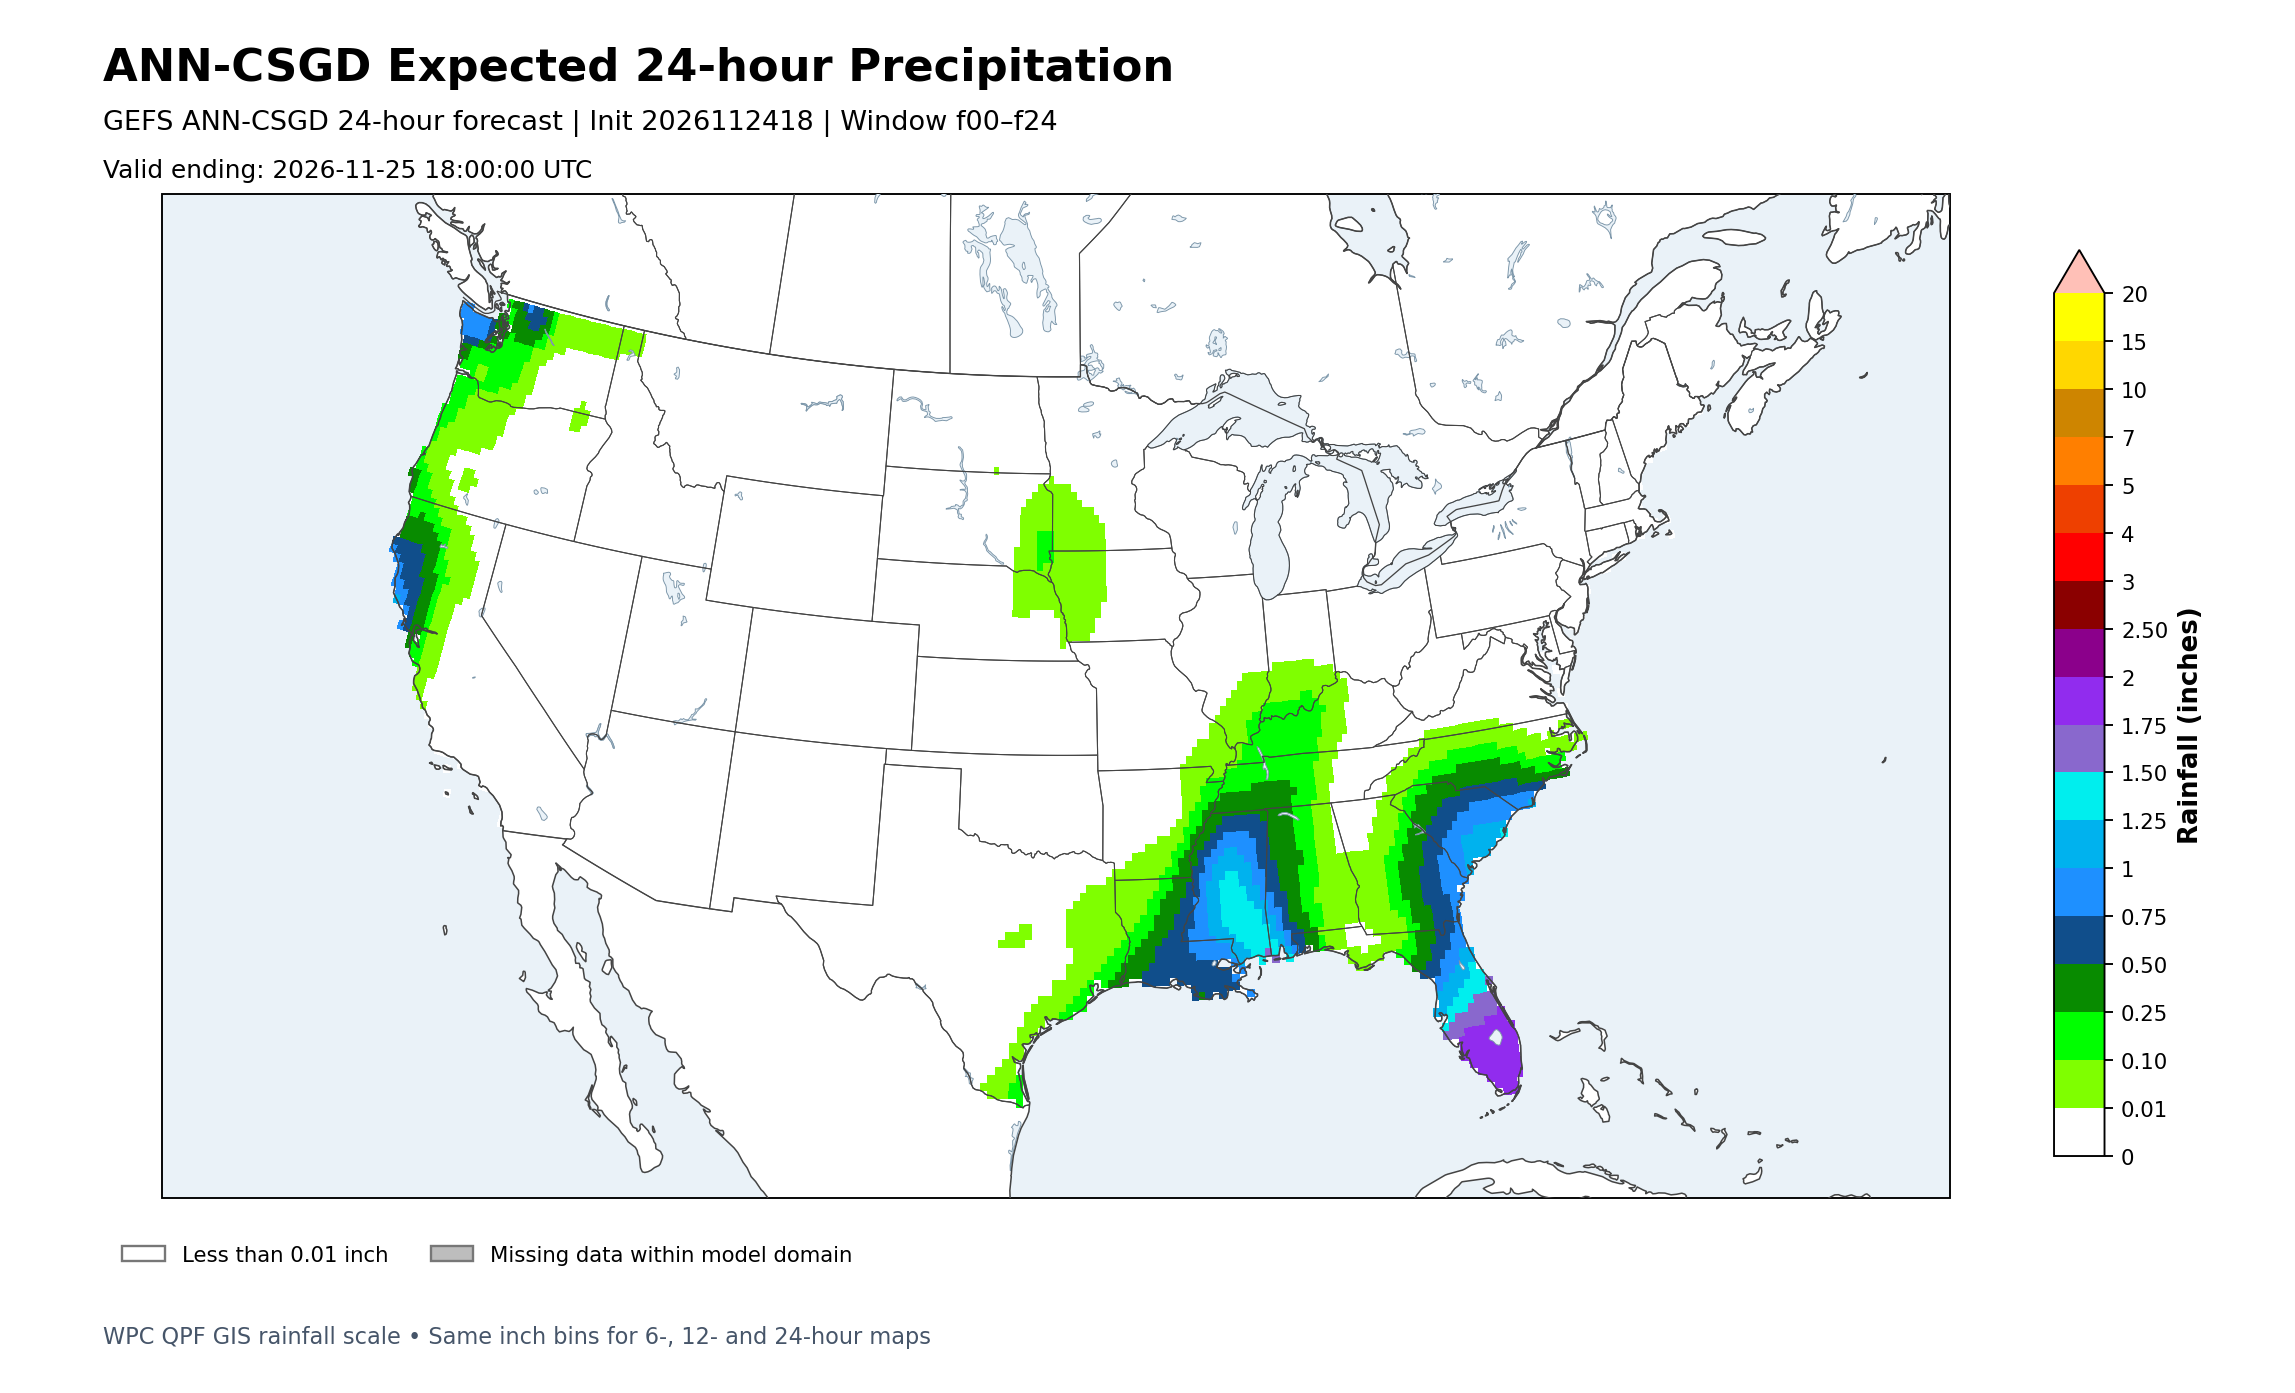 ANN-CSGD Expected 24-hour Precipitation
GEFS ANN-CSGD 24-hour forecast | Init 2026112418 | Window f00–f24
Valid ending: 2026-11-25 18:00:00 UTC
20
15
10
7
5
4
3
2.50
2
1.75
1.50
1.25
1
0.75
0.50
0.25
0.10
0.01
0
Rainfall (inches)
Less than 0.01 inch
Missing data within model domain
WPC QPF GIS rainfall scale • Same inch bins for 6-, 12- and 24-hour maps